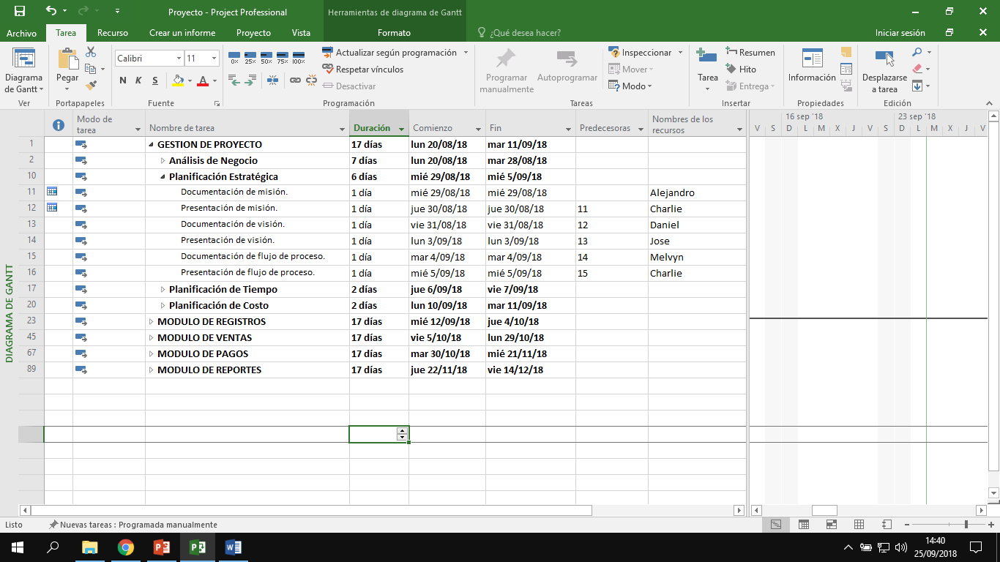 Proyecto - Project Professional
Herramientas de diagrama de Gantt
Archivo Tarea Recurso Crear un informe Proyecto Vista Formato ¿Qué desea hacer? Iniciar sesión
Diagrama de Gantt
Ver
Pegar
Portapapeles
Calibri 11
N K S
Fuente
0% 25% 50% 75% 100%
Actualizar según programación
Respetar vínculos
Desactivar
Programación
Programar manualmente
Autoprogramar
Inspeccionar
Mover
Modo
Tareas
Tarea
Resumen
Hito
Entrega
Insertar
Información
Propiedades
Desplazarse a tarea
Edición
Modo de tarea Nombre de tarea Duración Comienzo Fin Predecesoras Nombres de los recursos
16 sep '18 23 sep '18
V S D L M X J V S D L M X J V
1 GESTION DE PROYECTO 17 días lun 20/08/18 mar 11/09/18
2 Análisis de Negocio 7 días lun 20/08/18 mar 28/08/18
10 Planificación Estratégica 6 días mié 29/08/18 mié 5/09/18
11 Documentación de misión. 1 día mié 29/08/18 mié 29/08/18 Alejandro
12 Presentación de misión. 1 día jue 30/08/18 jue 30/08/18 11 Charlie
13 Documentación de visión. 1 día vie 31/08/18 vie 31/08/18 12 Daniel
14 Presentación de visión. 1 día lun 3/09/18 lun 3/09/18 13 Jose
15 Documentación de flujo de proceso. 1 día mar 4/09/18 mar 4/09/18 14 Melvyn
16 Presentación de flujo de proceso. 1 día mié 5/09/18 mié 5/09/18 15 Charlie
17 Planificación de Tiempo 2 días jue 6/09/18 vie 7/09/18
20 Planificación de Costo 2 días lun 10/09/18 mar 11/09/18
23 MODULO DE REGISTROS 17 días mié 12/09/18 jue 4/10/18
45 MODULO DE VENTAS 17 días vie 5/10/18 lun 29/10/18
67 MODULO DE PAGOS 17 días mar 30/10/18 mié 21/11/18
89 MODULO DE REPORTES 17 días jue 22/11/18 vie 14/12/18
DIAGRAMA DE GANTT
Listo Nuevas tareas : Programada manualmente
14:40
25/09/2018